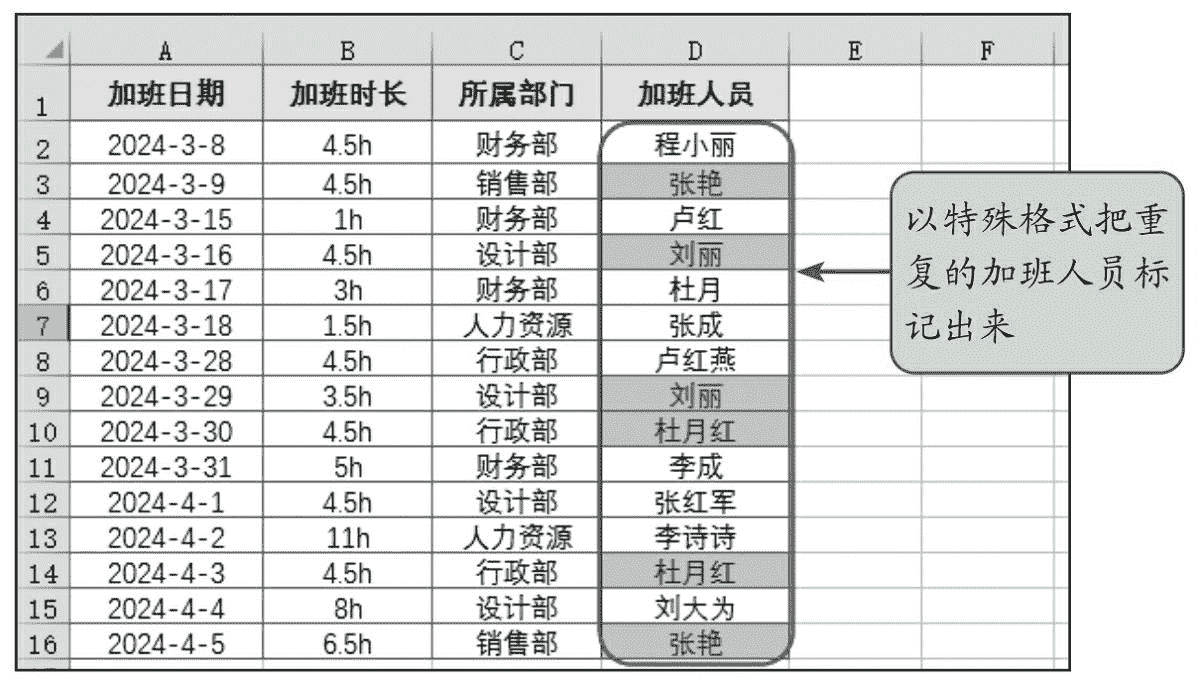 A B C D E F
1 加班日期 加班时长 所属部门 加班人员
2 2024-3-8 4.5h 财务部 程小丽
3 2024-3-9 4.5h 销售部 张艳
4 2024-3-15 1h 财务部 卢红
5 2024-3-16 4.5h 设计部 刘丽
6 2024-3-17 3h 财务部 杜月
7 2024-3-18 1.5h 人力资源 张成
8 2024-3-28 4.5h 行政部 卢红燕
9 2024-3-29 3.5h 设计部 刘丽
10 2024-3-30 4.5h 行政部 杜月红
11 2024-3-31 5h 财务部 李成
12 2024-4-1 4.5h 设计部 张红军
13 2024-4-2 11h 人力资源 李诗诗
14 2024-4-3 4.5h 行政部 杜月红
15 2024-4-4 8h 设计部 刘大为
16 2024-4-5 6.5h 销售部 张艳
以特殊格式把重
复的加班人员标
记出来